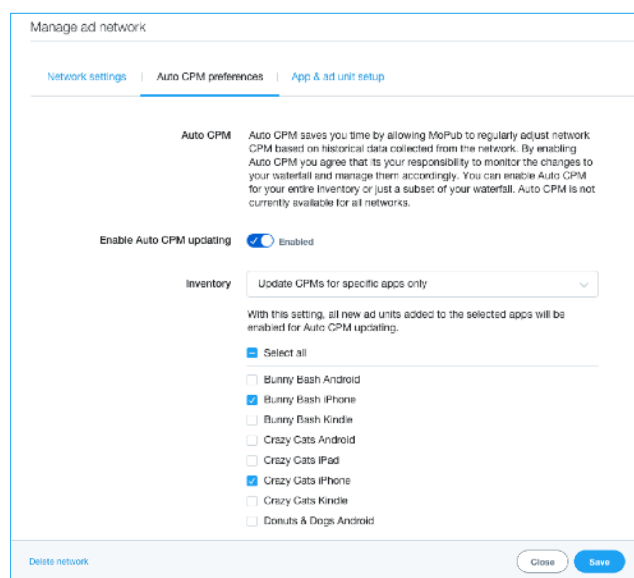 Manage ad network
Network settings | Auto CPM preferences | App & ad unit setup
Auto CPM Auto CPM saves you time by allowing MoPub to regularly adjust network
CPM based on historical data collected from the network. By enabling
Auto CPM you agree that its your responsibility to monitor the changes to
your waterfall and manage them accordingly. You can enable Auto CPM
for your entire inventory or just a subset of your waterfall. Auto CPM is not
currently available for all networks.
Enable Auto CPM updating Enabled
Inventory Update CPMs for specific apps only
With this setting, all new ad units added to the selected apps will be
enabled for Auto CPM updating.
Select all
Bunny Bash Android
Bunny Bash iPhone
Bunny Bash Kindle
Crazy Cats Android
Crazy Cats iPad
Crazy Cats iPhone
Crazy Cats Kindle
Donuts & Dogs Android
Delete network Close Save